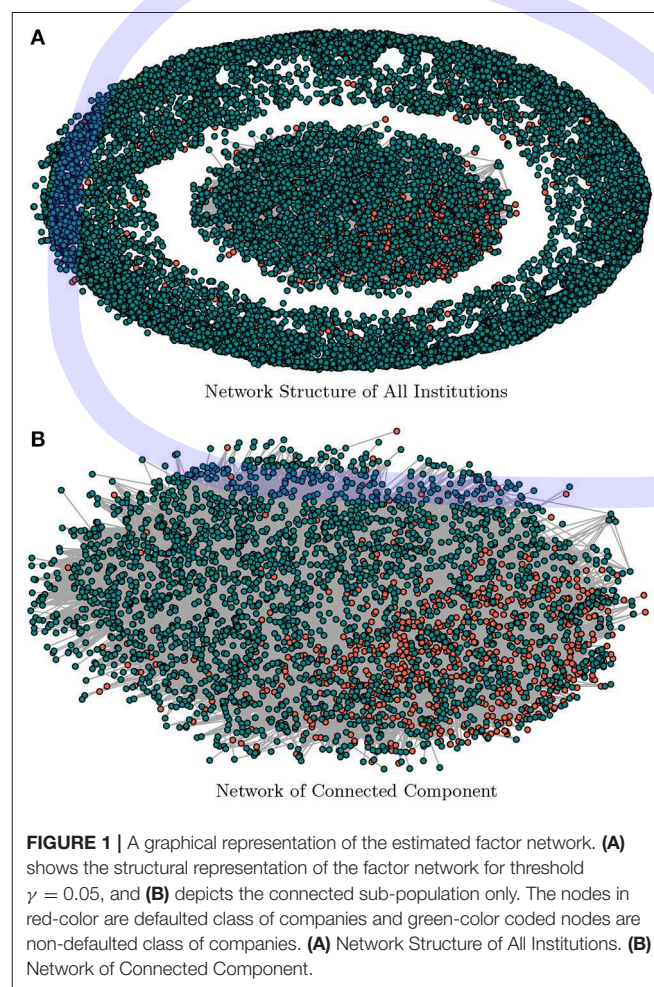 A
Network Structure of All Institutions
B
Network of Connected Component
FIGURE 1 | A graphical representation of the estimated factor network. (A)
shows the structural representation of the factor network for threshold
γ = 0.05, and (B) depicts the connected sub-population only. The nodes in
red-color are defaulted class of companies and green-color coded nodes are
non-defaulted class of companies. (A) Network Structure of All Institutions. (B)
Network of Connected Component.